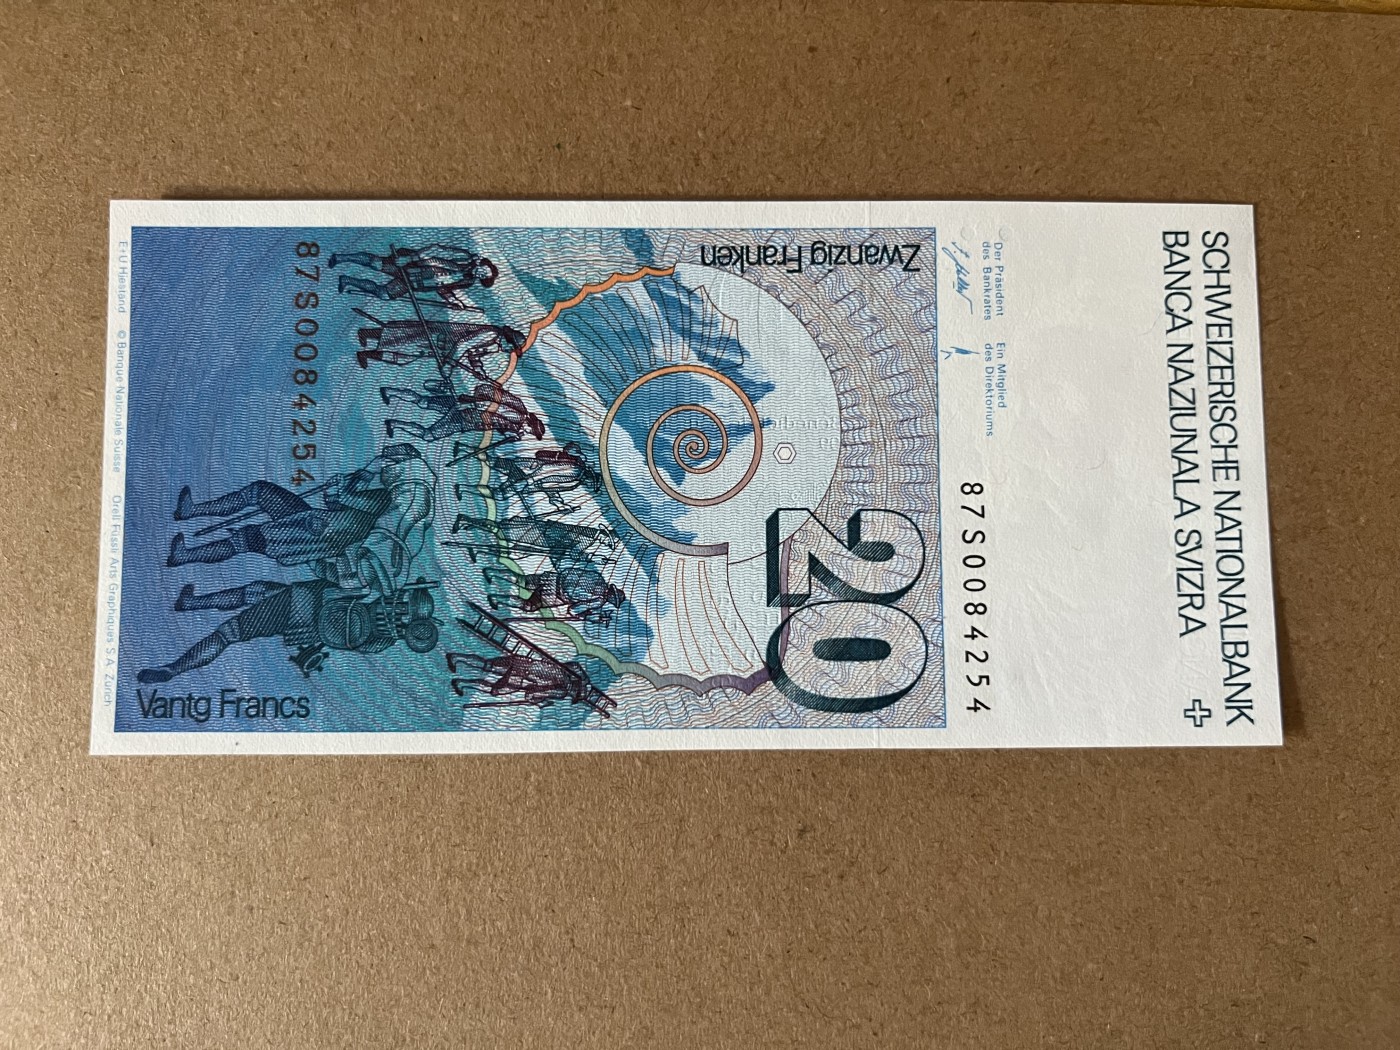 SCHWEIZERISCHE NATIONALBANK
BANCA NAZIUNALA SVIZRA
Der Präsident
des Bankrates
Ein Mitglied
des Direktoriums
87S0084254
20
Zwanzig Franken
87S0084254
Vantg Francs
E+U Hiestand © Banque Nationale Suisse Orell Füssli Arts Graphiques S.A. Zürich